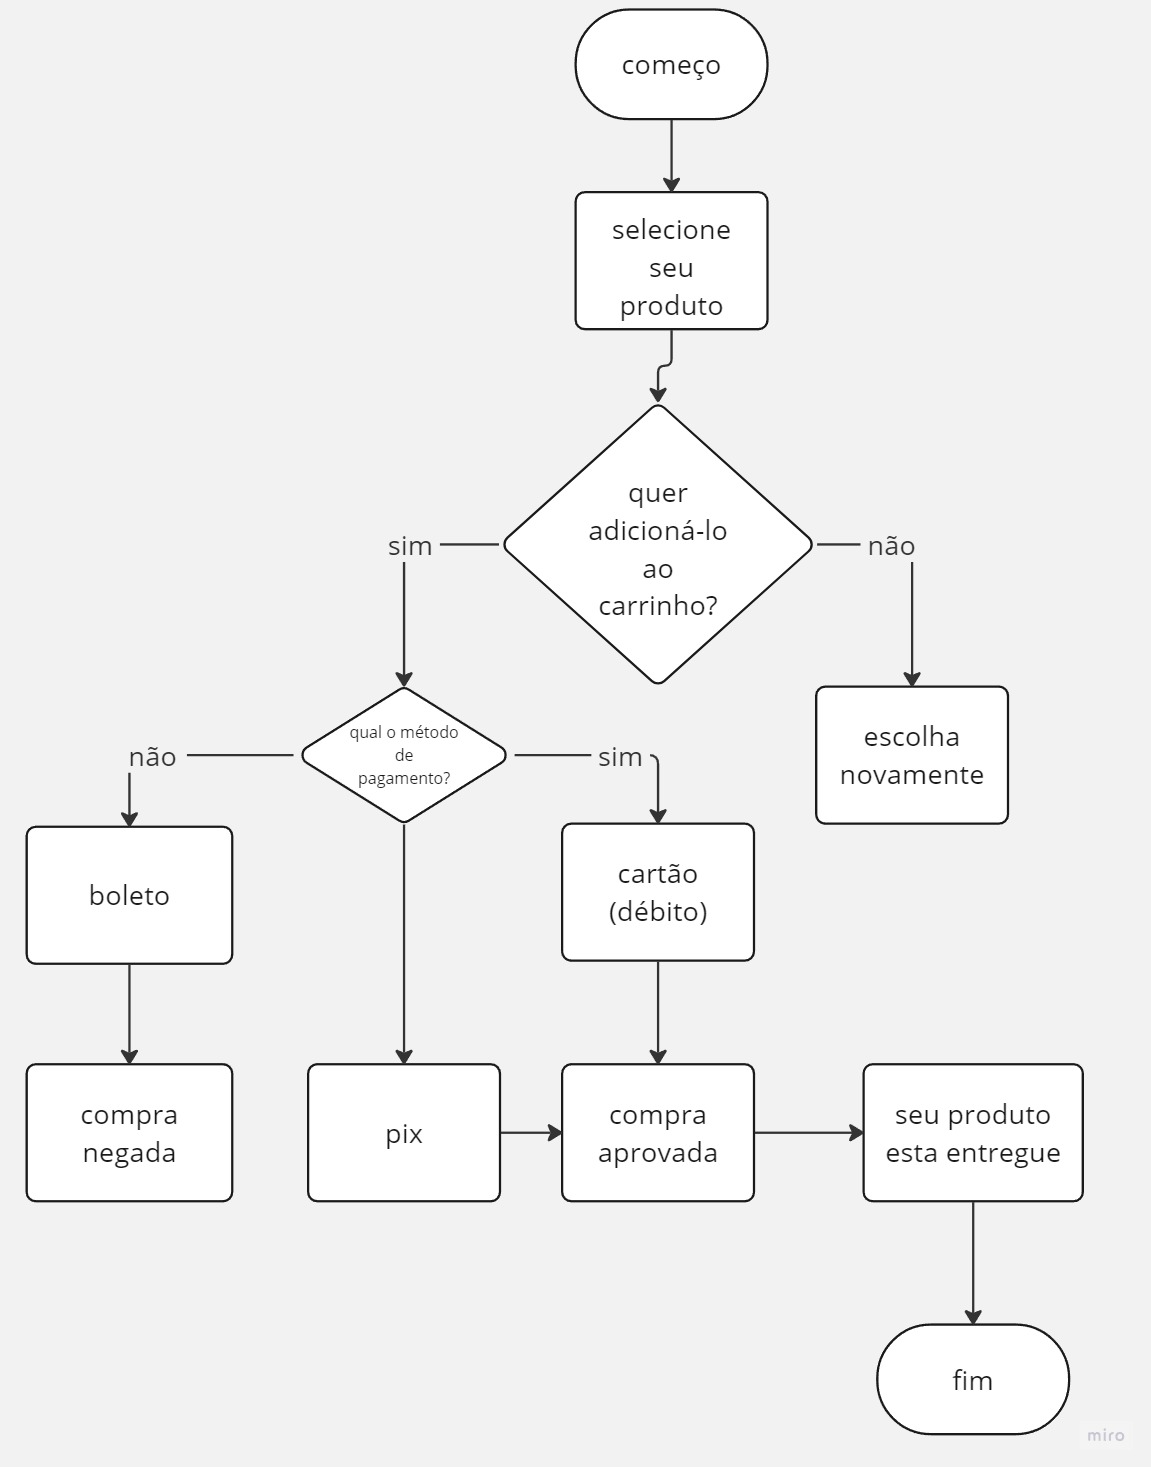 começo
selecione
seu
produto
quer
adicioná-lo
ao
carrinho?
sim
não
qual o método
de
pagamento?
não
sim
escolha
novamente
boleto
cartão
(débito)
compra
negada
pix
compra
aprovada
seu produto
esta entregue
fim
miro